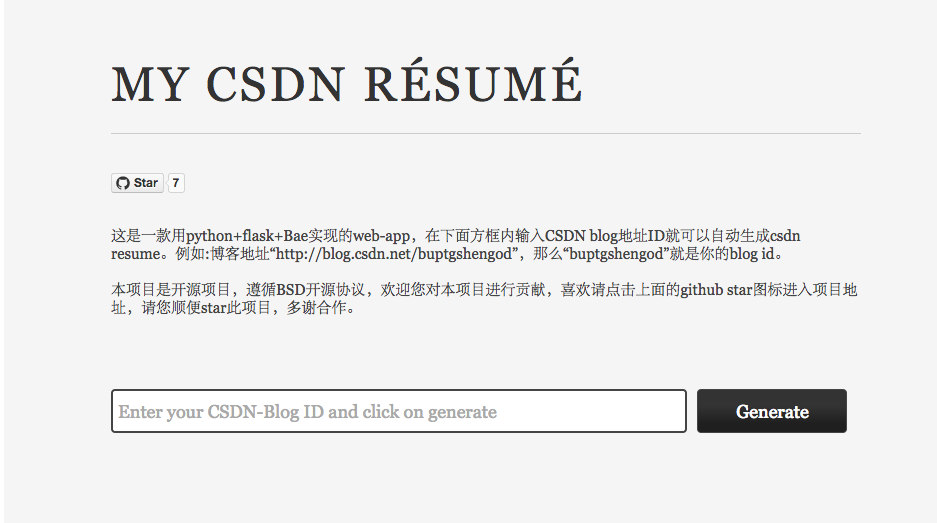 MY CSDN RÉSUMÉ
Star 7
这是一款用python+flask+Bae实现的web-app，在下面方框内输入CSDN blog地址ID就可以自动生成csdn
resume。例如:博客地址“http://blog.csdn.net/buptgshengod”，那么“buptgshengod”就是你的blog id。
本项目是开源项目，遵循BSD开源协议，欢迎您对本项目进行贡献，喜欢请点击上面的github star图标进入项目地
址，请您顺便star此项目，多谢合作。
Enter your CSDN-Blog ID and click on generate Generate